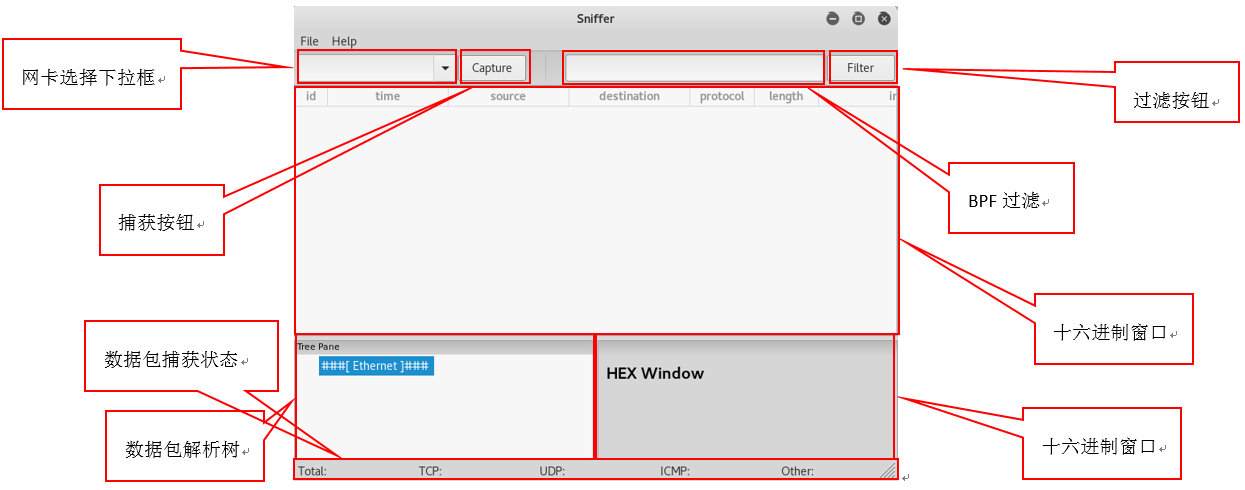 Sniffer
File Help
网卡选择下拉框
Capture
Filter
过滤按钮
id time source destination protocol length in
捕获按钮
BPF 过滤
十六进制窗口
数据包捕获状态
Tree Pane
###[ Ethernet ]###
HEX Window
数据包解析树
十六进制窗口
Total: TCP: UDP: ICMP: Other: